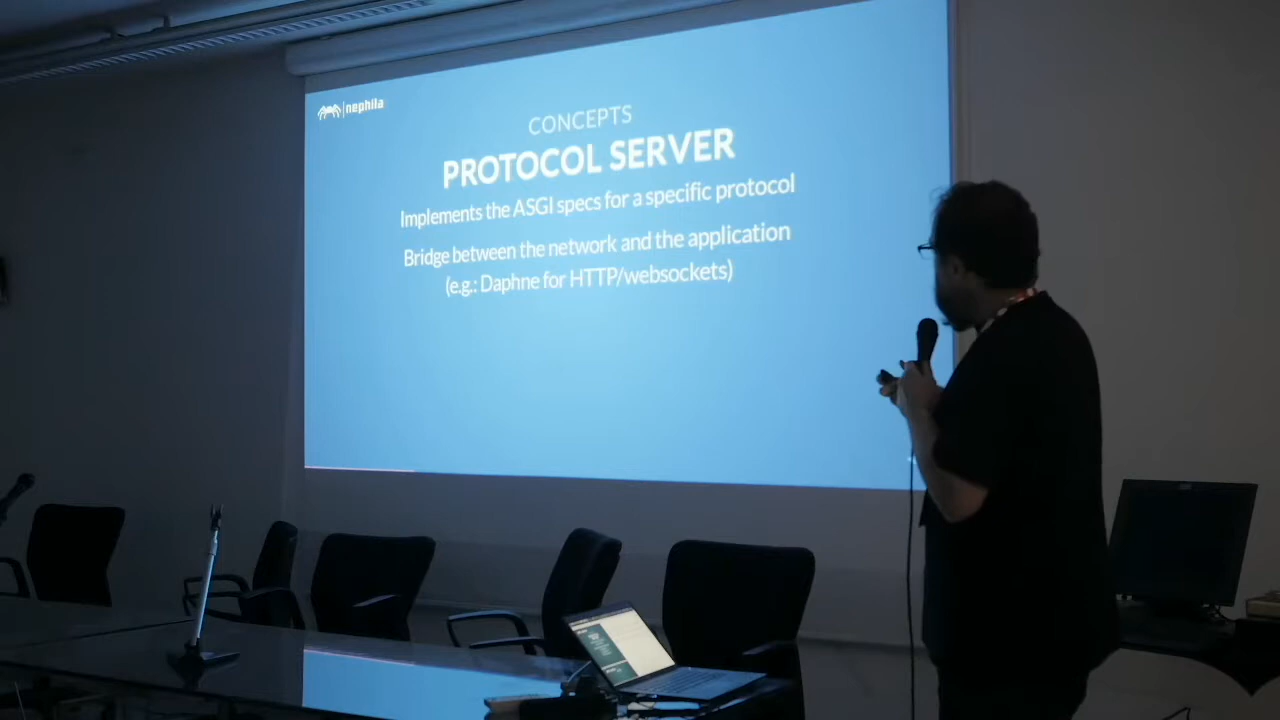 nephila
CONCEPTS
PROTOCOL SERVER
Implements the ASGI specs for a specific protocol
Bridge between the network and the application
(e.g.: Daphne for HTTP/websockets)